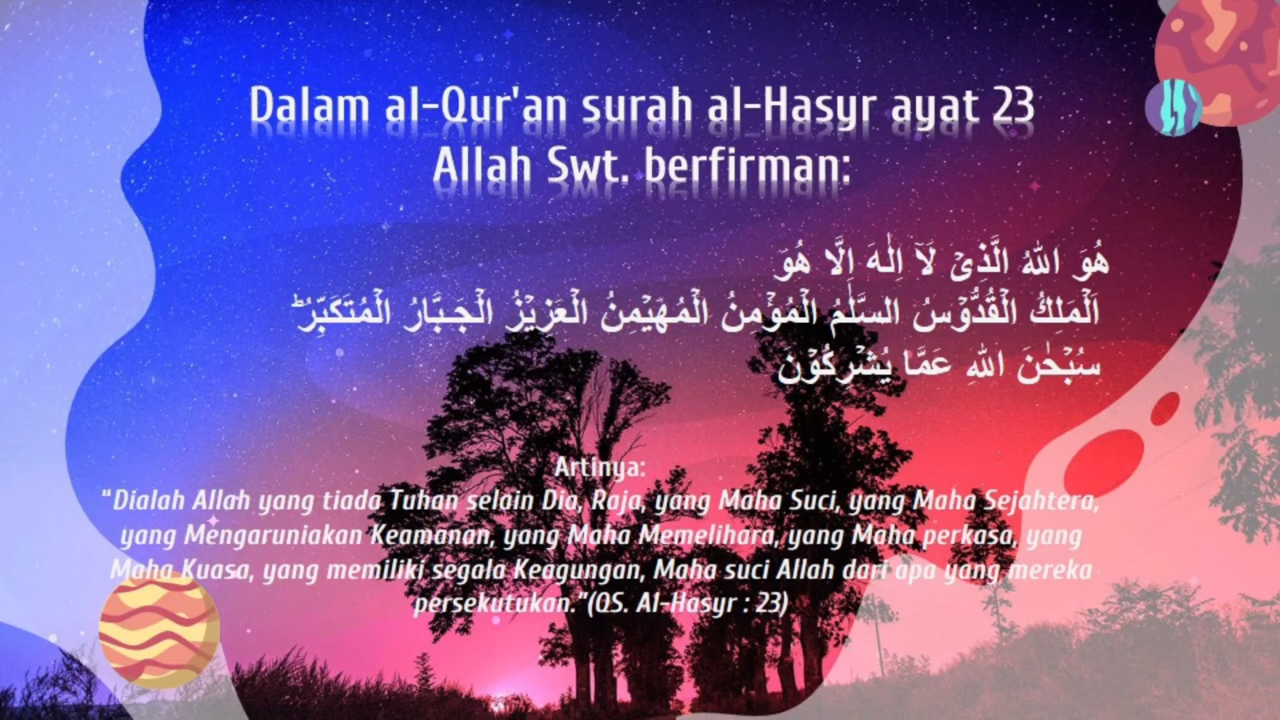 Dalam al-Qur'an surah al-Hasyr ayat 23
Allah Swt. berfirman:
هُوَ اللّٰهُ الَّذِىْ لَاۤ اِلٰهَ اِلَّا هُوَ
اَلْمَلِكُ الْقُدُّوْسُ السَّلٰمُ الْمُؤْمِنُ الْمُهَيْمِنُ الْعَزِيْزُ الْجَـبَّارُ الْمُتَكَبِّرُ‌ؕ
سُبْحٰنَ اللّٰهِ عَمَّا يُشْرِكُوْنَ
Artinya:
"Dialah Allah yang tiada Tuhan selain Dia, Raja, yang Maha Suci, yang Maha Sejahtera,
yang Mengaruniakan Keamanan, yang Maha Memelihara, yang Maha perkasa, yang
Maha Kuasa, yang memiliki segala Keagungan, Maha suci Allah dari apa yang mereka
persekutukan."(QS. Al-Hasyr : 23)